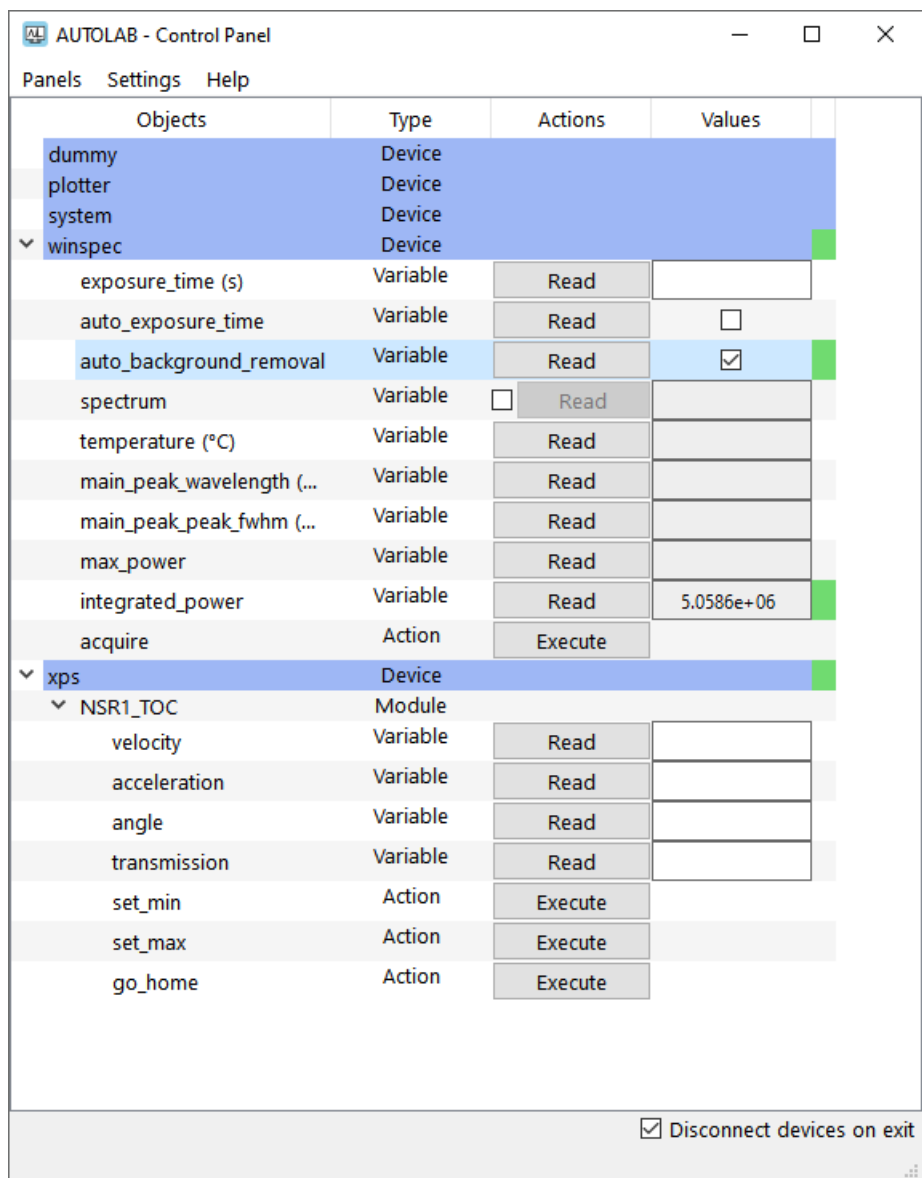 AUTOLAB - Control Panel
Panels Settings Help
Objects Type Actions Values
dummy Device
plotter Device
system Device
winspec Device
exposure_time (s) Variable Read
auto_exposure_time Variable Read
auto_background_removal Variable Read
spectrum Variable Read
temperature (°C) Variable Read
main_peak_wavelength (... Variable Read
main_peak_peak_fwhm (... Variable Read
max_power Variable Read
integrated_power Variable Read 5.0586e+06
acquire Action Execute
xps Device
NSR1_TOC Module
velocity Variable Read
acceleration Variable Read
angle Variable Read
transmission Variable Read
set_min Action Execute
set_max Action Execute
go_home Action Execute
Disconnect devices on exit